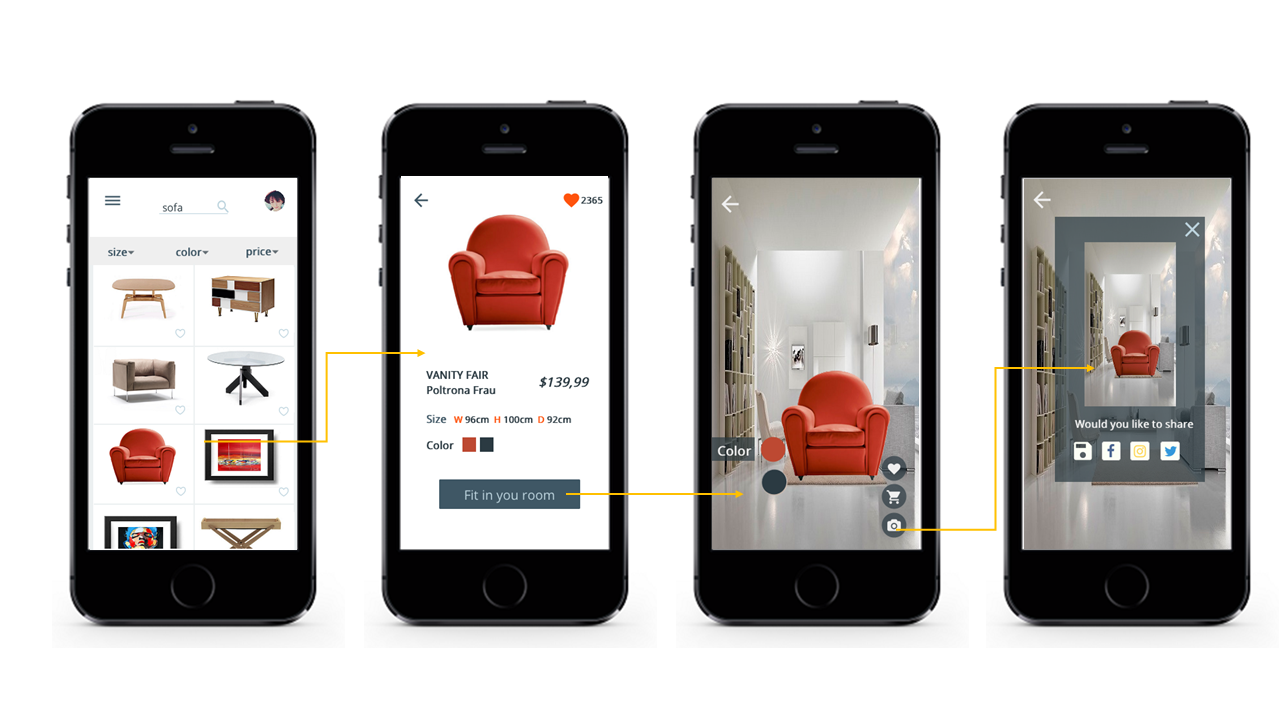 sofa
size
color
price
2365
VANITY FAIR
Poltrona Frau
$139,99
Size W 96cm H 100cm D 92cm
Color
Fit in you room
Color
Would you like to share